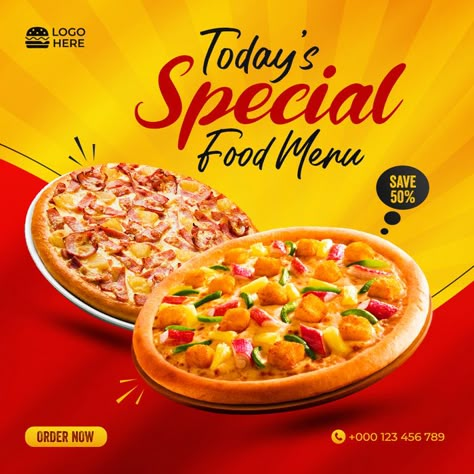 LOGO
HERE
Today's
Special
Food Menu
SAVE
50%
ORDER NOW
+000 123 456 789